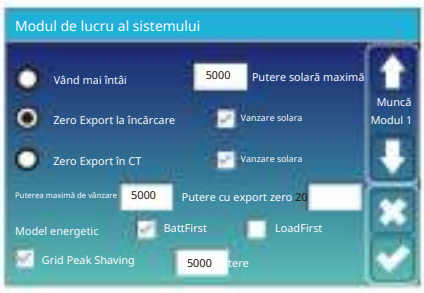 Modul de lucru al sistemului
Vând mai întâi 5000 Putere solară maximă
Zero Export la încărcare Vanzare solara
Zero Export în CT Vanzare solara
Puterea maximă de vânzare 5000 Putere cu export zero 20
Model energetic BattFirst LoadFirst
Grid Peak Shaving 5000 tere
Muncă
Modul 1